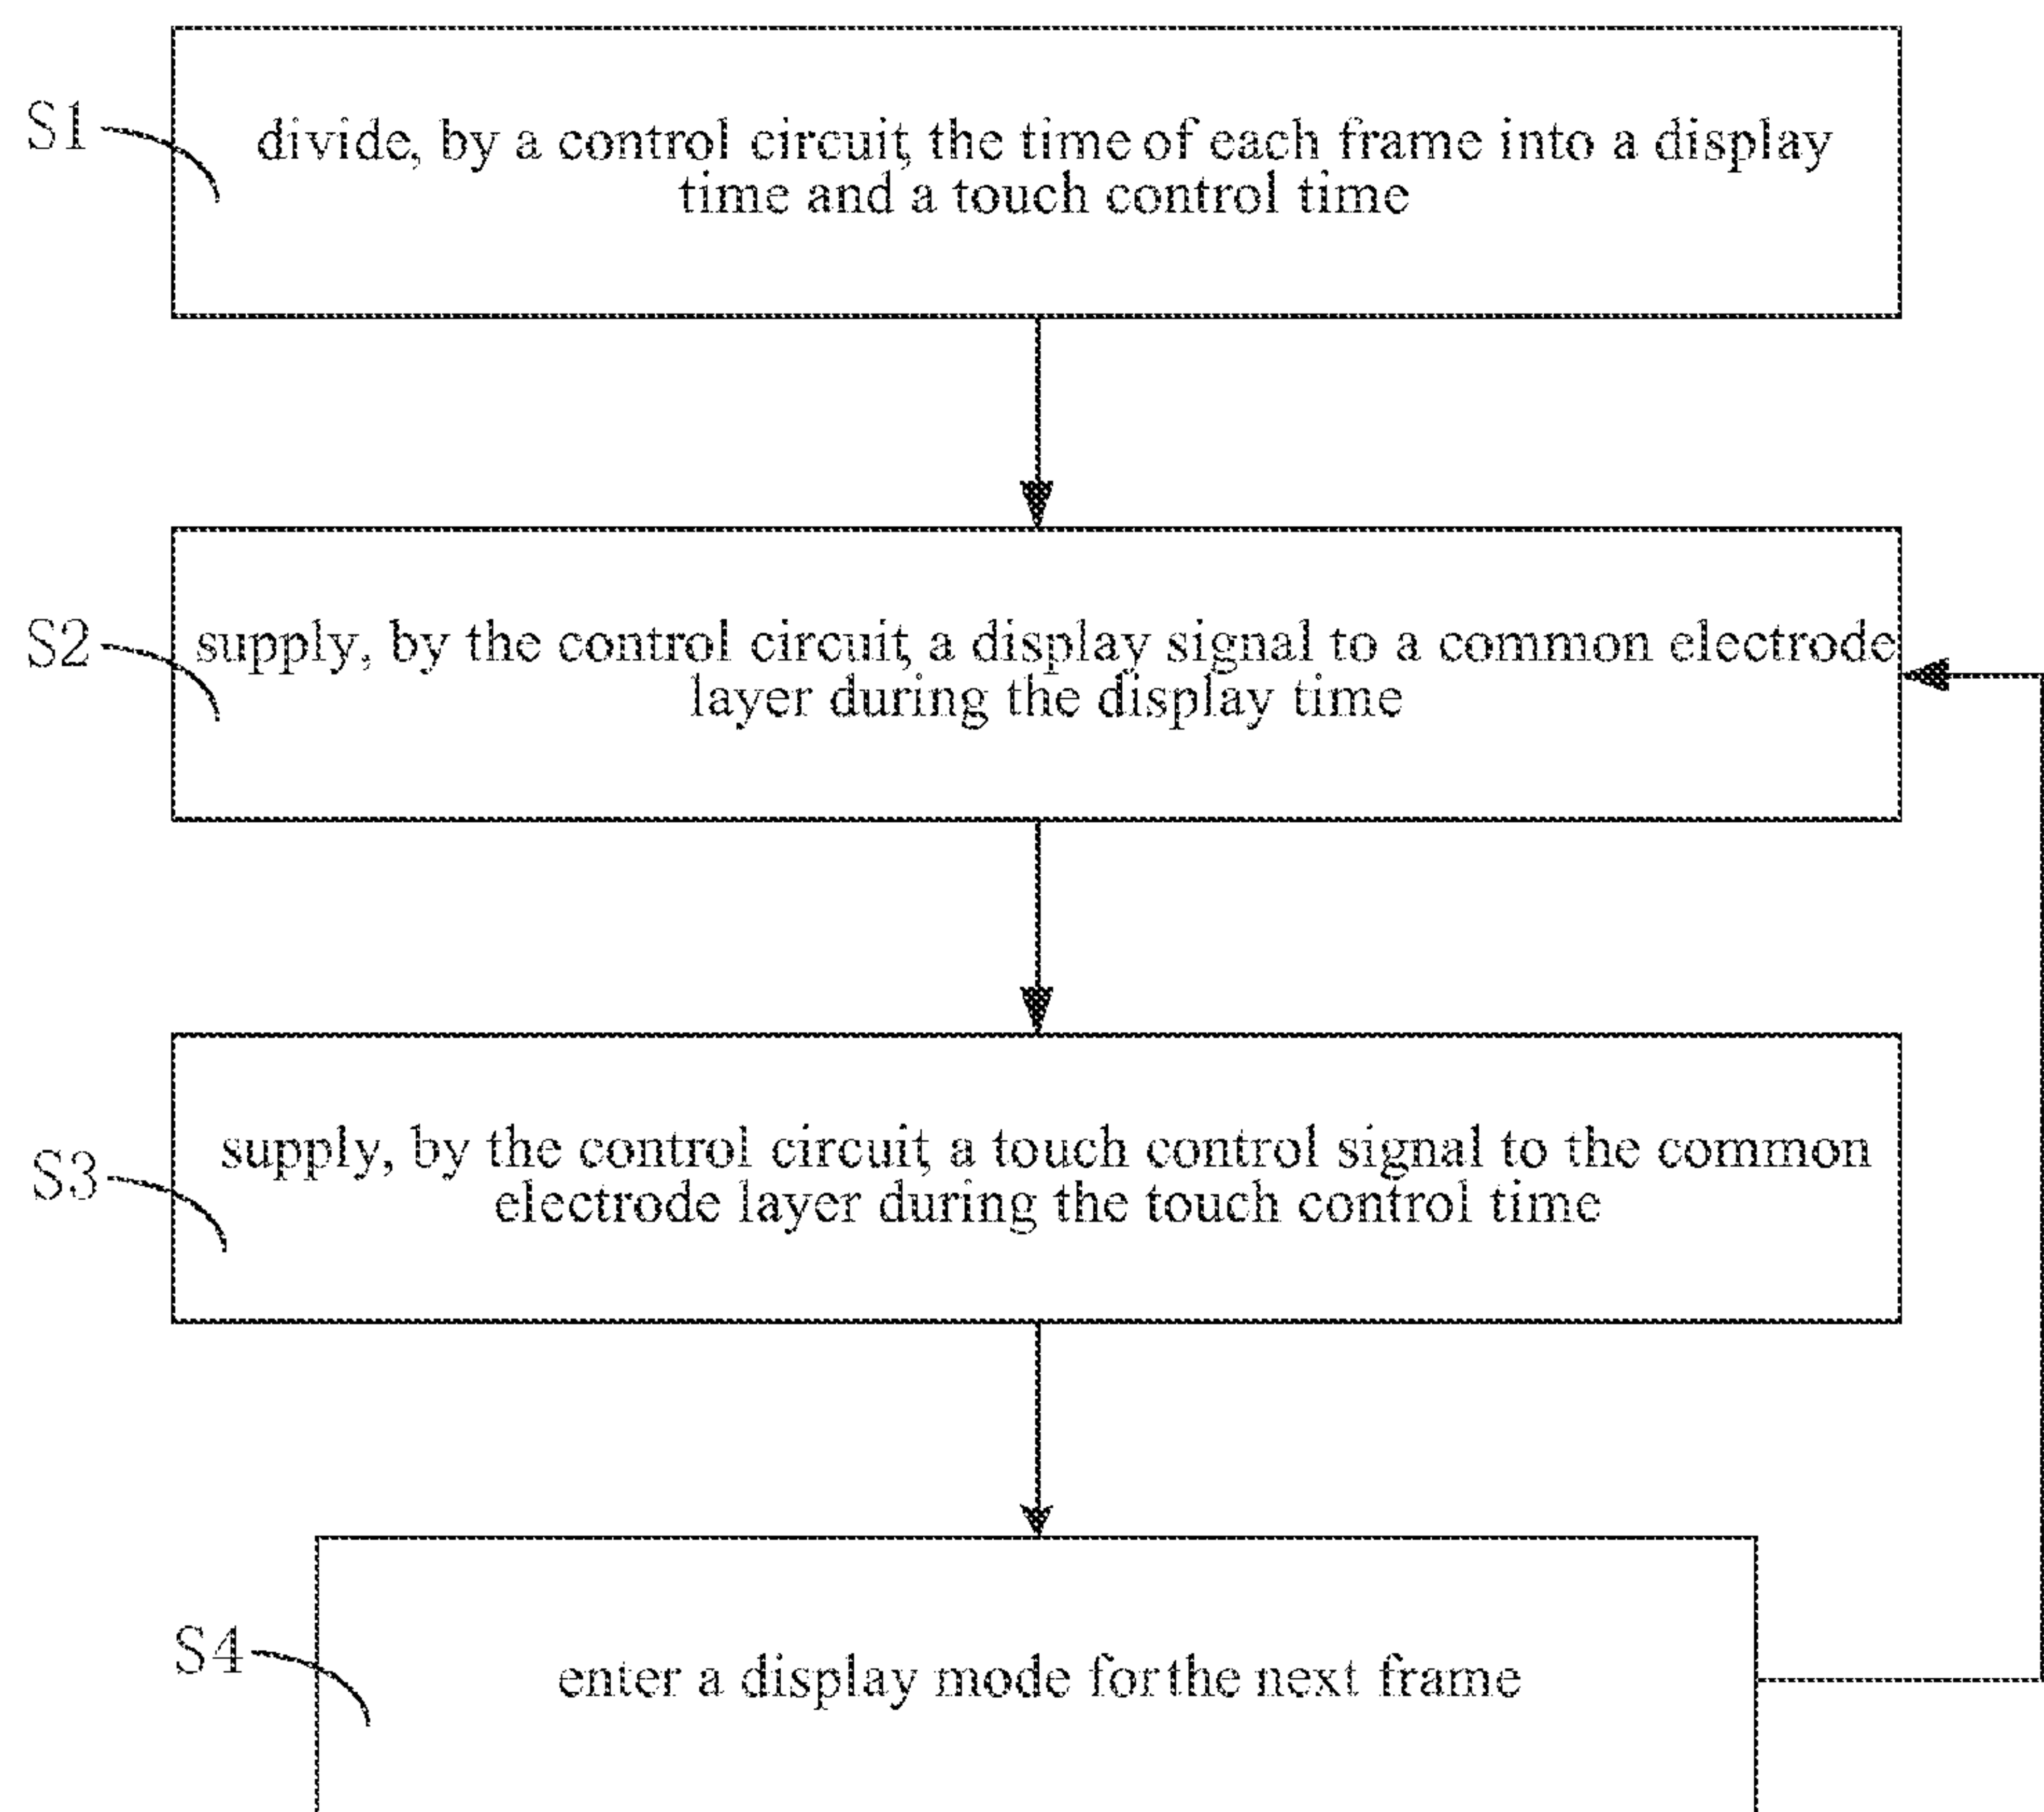 S1
divide, by a control circuit, the time of each frame into a display
time and a touch control time
S2
supply, by the control circuit, a display signal to a common electrode
layer during the display time
S3
supply, by the control circuit, a touch control signal to the common
electrode layer during the touch control time
S4
enter a display mode for the next frame